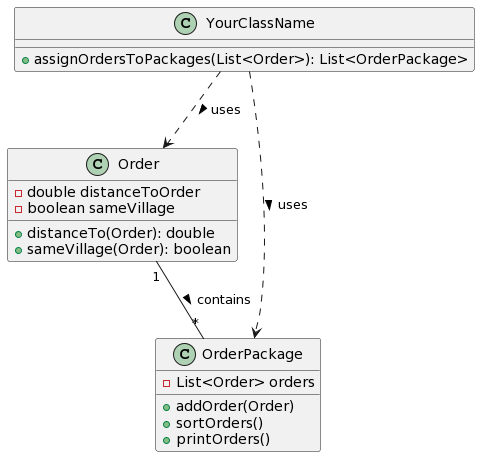 C YourClassName
assignOrdersToPackages(List<Order>): List<OrderPackage>
uses
C Order
double distanceToOrder
boolean sameVillage
distanceTo(Order): double
sameVillage(Order): boolean
uses
1
contains
*
C OrderPackage
List<Order> orders
addOrder(Order)
sortOrders()
printOrders()